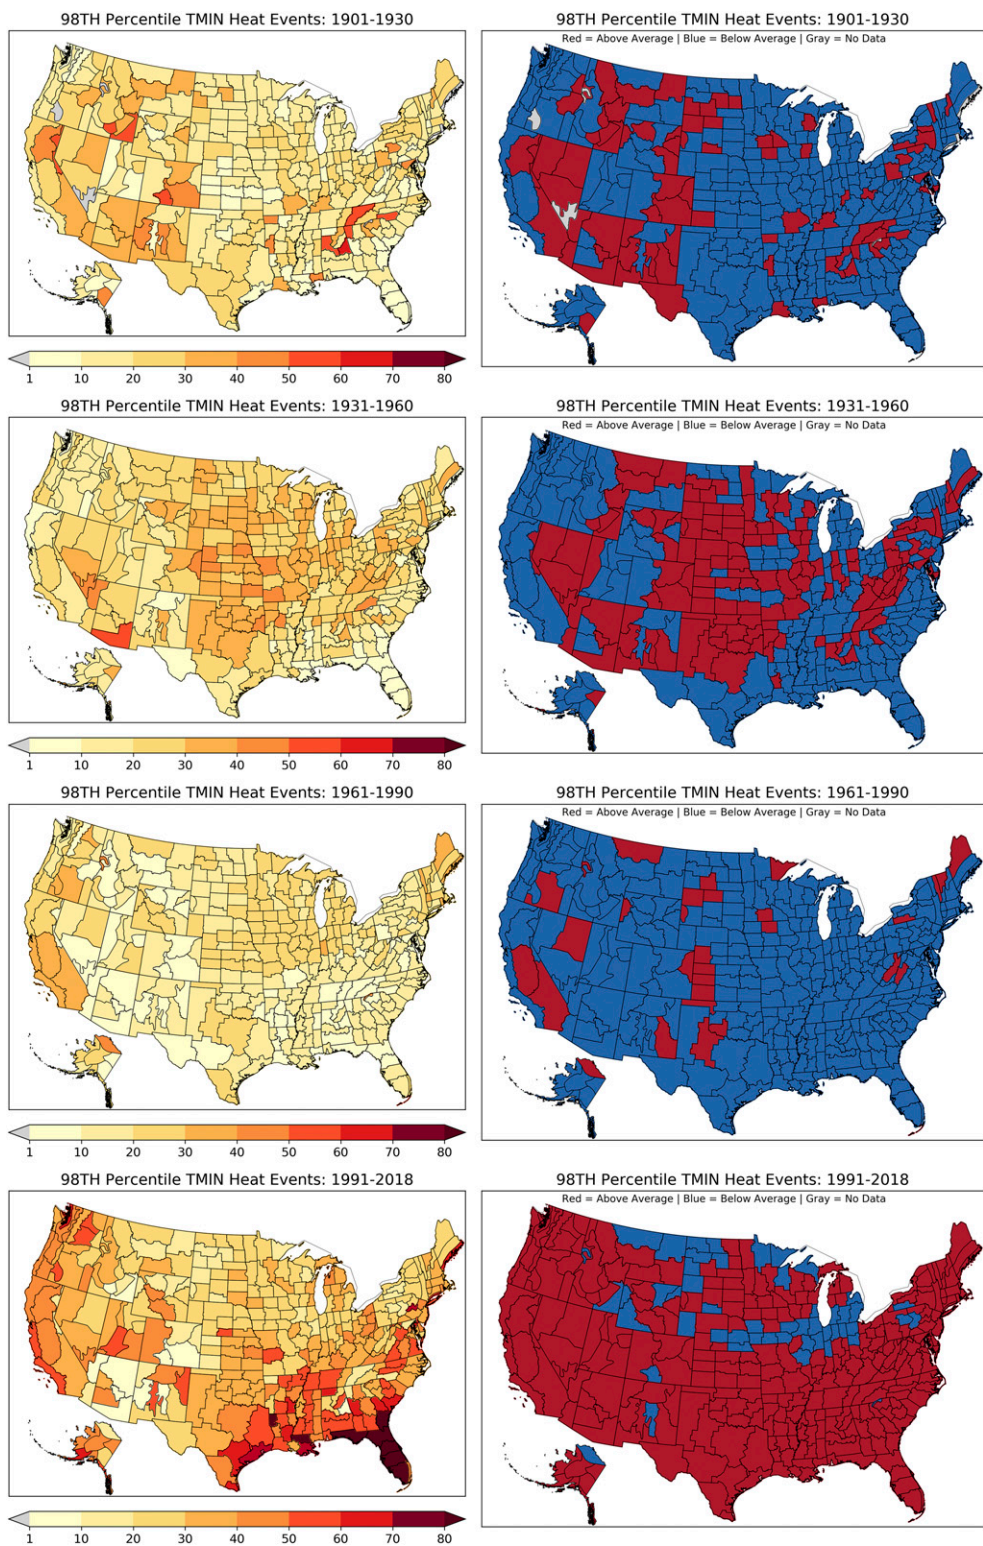 98TH Percentile TMIN Heat Events: 1901-1930
98TH Percentile TMIN Heat Events: 1901-1930
Red = Above Average | Blue = Below Average | Gray = No Data
1 10 20 30 40 50 60 70 80
98TH Percentile TMIN Heat Events: 1931-1960
98TH Percentile TMIN Heat Events: 1931-1960
Red = Above Average | Blue = Below Average | Gray = No Data
1 10 20 30 40 50 60 70 80
98TH Percentile TMIN Heat Events: 1961-1990
98TH Percentile TMIN Heat Events: 1961-1990
Red = Above Average | Blue = Below Average | Gray = No Data
1 10 20 30 40 50 60 70 80
98TH Percentile TMIN Heat Events: 1991-2018
98TH Percentile TMIN Heat Events: 1991-2018
Red = Above Average | Blue = Below Average | Gray = No Data
1 10 20 30 40 50 60 70 80